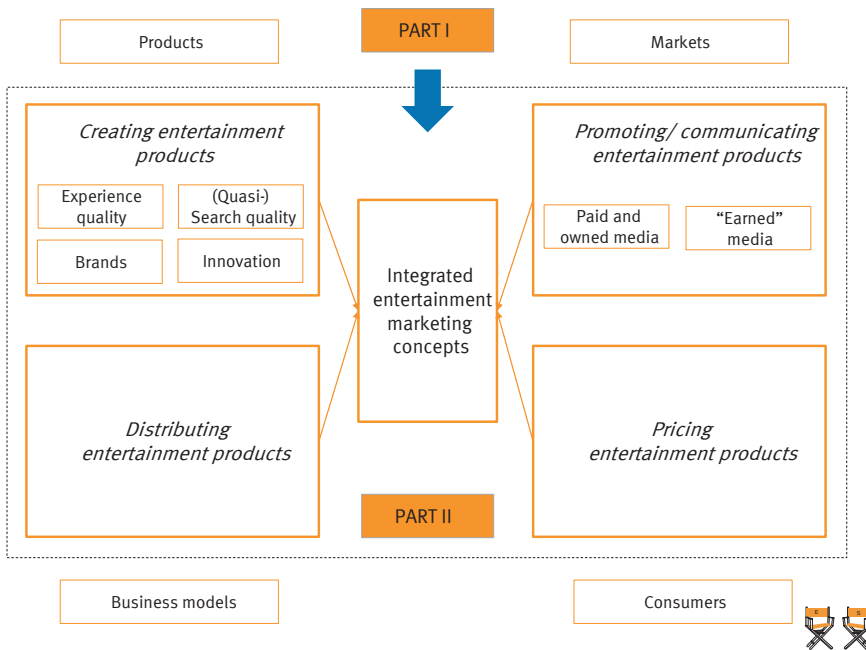 Products
PART I
Markets
Creating entertainment
products
Experience
quality
(Quasi-)
Search quality
Brands
Innovation
Promoting/ communicating
entertainment products
Paid and
owned media
“Earned”
media
Integrated
entertainment
marketing
concepts
Distributing
entertainment products
Pricing
entertainment products
PART II
Business models
Consumers
E
S